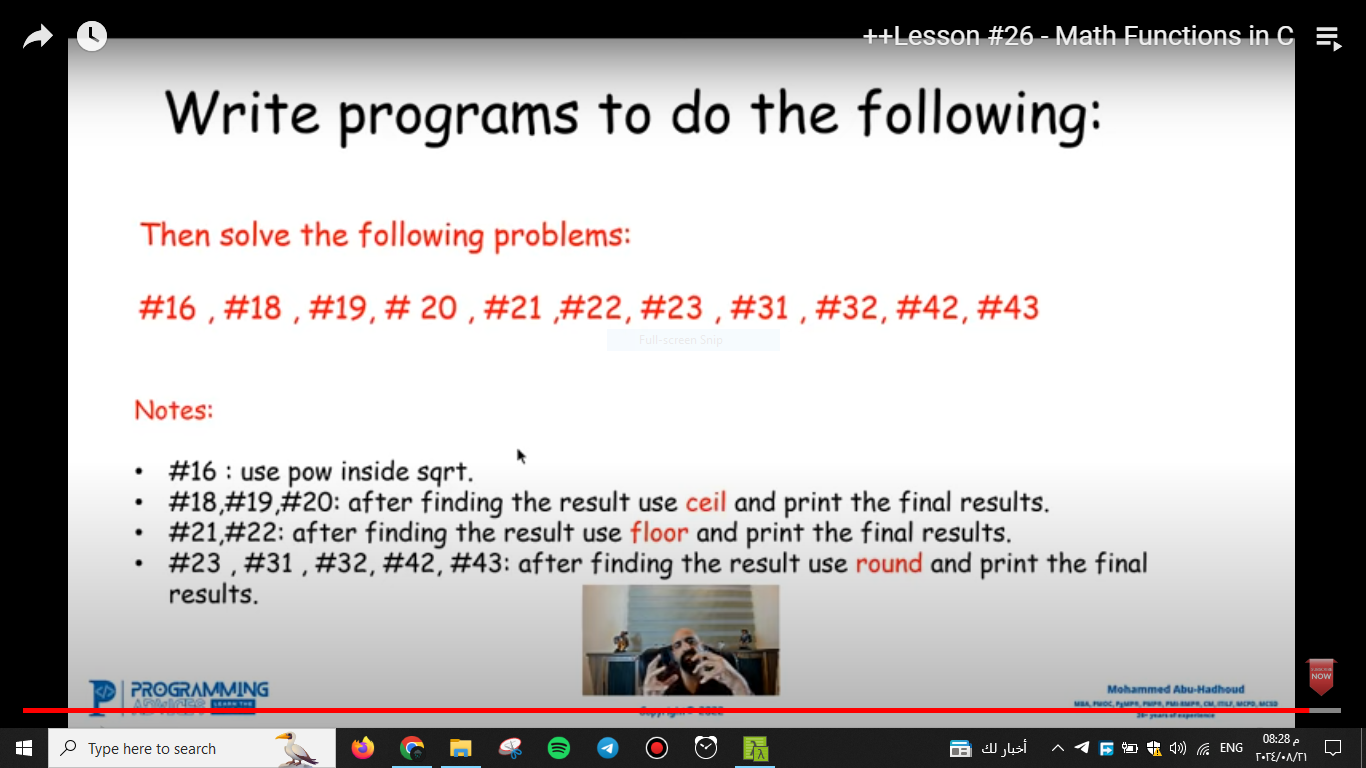 ++Lesson #26 - Math Functions in C
Write programs to do the following:
Then solve the following problems:
#16 , #18 , #19, # 20 , #21 ,#22, #23 , #31 , #32, #42, #43
Full-screen Snip
Notes:
• #16 : use pow inside sqrt.
• #18,#19,#20: after finding the result use ceil and print the final results.
• #21,#22: after finding the result use floor and print the final results.
• #23 , #31 , #32, #42, #43: after finding the result use round and print the final
results.
PROGRAMMING
ADVICES
Copyright© 2022
Mohammed Abu-Hadhoud
MBA, PMOC, PgMP®, PMP®, PMI-RMP®, CM, ITILF, MCPD, MCSD
26+ years of experience
NOW
Type here to search
أخبار لك
ENG
08:28 م
٢٠٢٤/٠٨/٢١